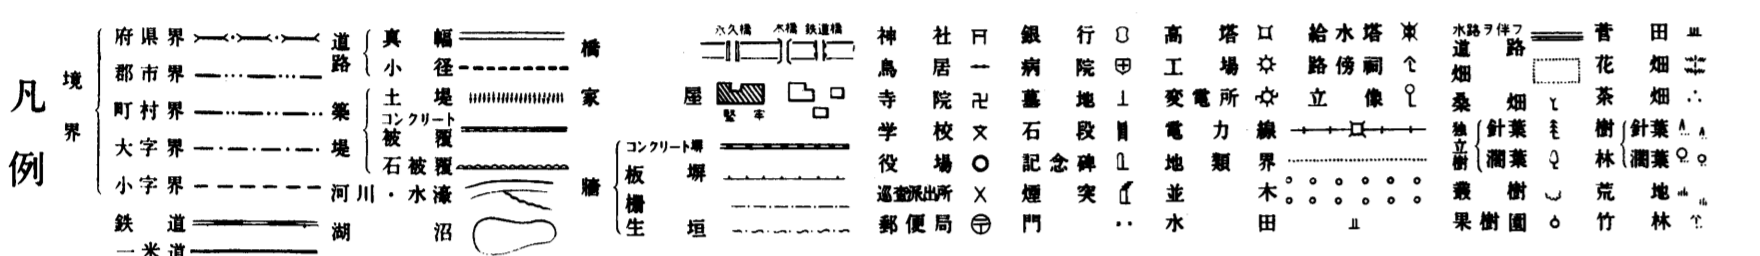 凡例
境界
府県界
郡市界
町村界
大字界
小字界
鉄道
一米道
道路
真幅
小径
築堤
土堤
コンクリート被覆
石被覆
河川・水濠
湖沼
橋
永久橋 木橋 鉄道橋
家屋
堅牢
牆
コンクリート塀
板塀
柵
生垣
神社
鳥居
寺院
学校
役場
巡査派出所
郵便局
銀行
病院
墓地
石段
記念碑
煙突
門
高塔
工場
変電所
電力線
地類界
並木
水田
給水塔
路傍祠
立像
水路ヲ伴フ道路
畑
桑畑
独立樹
針葉
濶葉
叢樹
果樹園
菅田
花畑
茶畑
樹林
針葉
濶葉
荒地
竹林